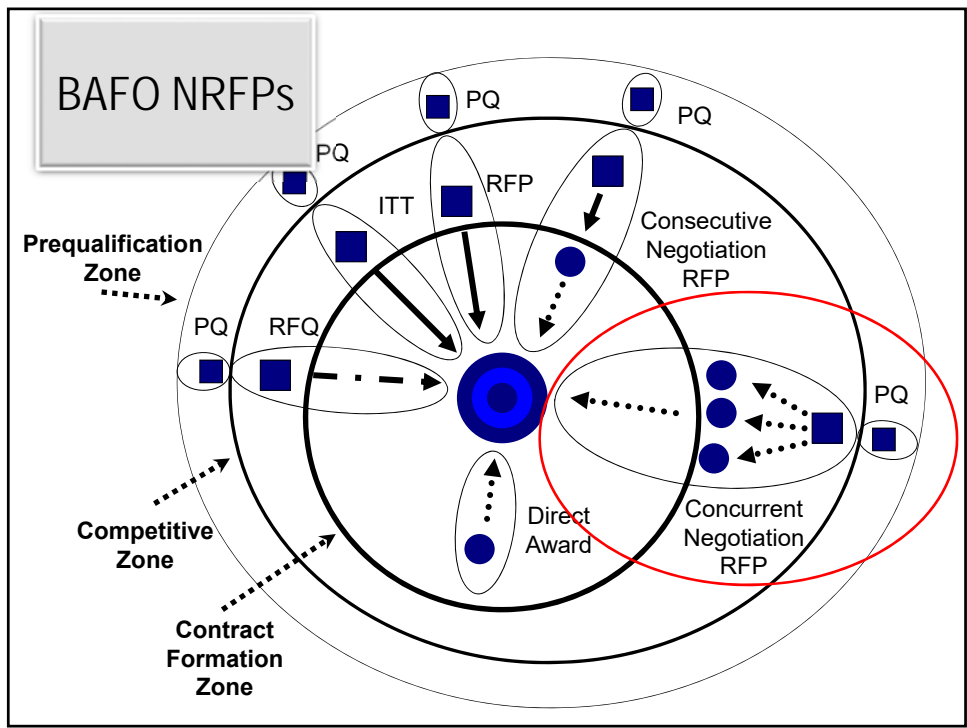 BAFO NRFPs
PQ
PQ
PQ
ITT
RFP
Consecutive
Negotiation
RFP
Prequalification
Zone
PQ
RFQ
PQ
Concurrent
Negotiation
RFP
Direct
Award
Competitive
Zone
Contract
Formation
Zone